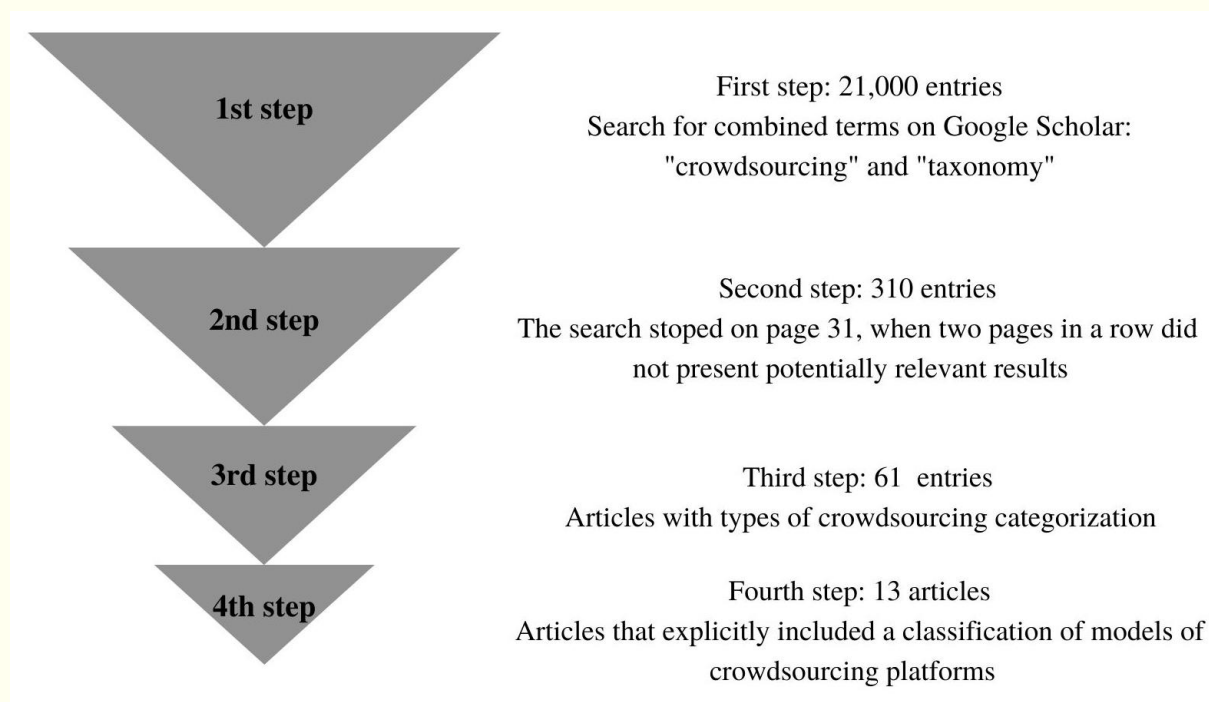 1st step
First step: 21,000 entries
Search for combined terms on Google Scholar:
"crowdsourcing" and "taxonomy"
2nd step
Second step: 310 entries
The search stoped on page 31, when two pages in a row did
not present potentially relevant results
3rd step
Third step: 61 entries
Articles with types of crowdsourcing categorization
4th step
Fourth step: 13 articles
Articles that explicitly included a classification of models of
crowdsourcing platforms